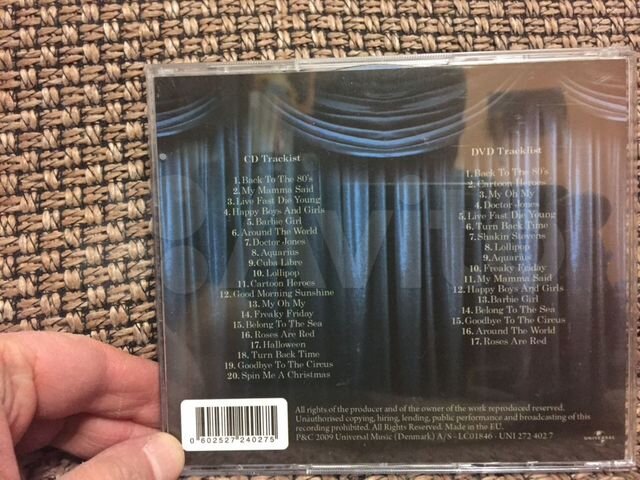 CD Trackist
1. Back To The 80's
2. My Mamma Said
3. Live Fast Die Young
4. Happy Boys And Girls
5. Barbie Girl
6. Around The World
7. Doctor Jones
8. Aquarius
9. Cuba Libre
10. Lollipop
11. Cartoon Heroes
12. Good Morning Sunshine
13. My Oh My
14. Freaky Friday
15. Belong To The Sea
16. Roses Are Red
17. Halloween
18. Turn Back Time
19. Goodbye To The Circus
20. Spin Me A Christmas
DVD Tracklist
1. Back To The 80's
2. Cartoon Heroes
3. My Oh My
4. Doctor Jones
5. Live Fast Die Young
6. Turn Back Time
7. Shakin Stevens
8. Lollipop
9. Aquarius
10. Freaky Friday
11. My Mamma Said
12. Happy Boys And Girls
13. Barbie Girl
14. Belong To The Sea
15. Goodbye To The Circus
16. Around The World
17. Roses Are Red
0 602527 240275
All rights of the producer and of the owner of the work reproduced reserved.
Unauthorised copying, hiring, lending, public performance and broadcasting of this
recording prohibited. All Rights Reserved. Made in the EU.
P&C 2009 Universal Music (Denmark) A/S - LC01846 - UNI 272 402 7
UNIVERSAL